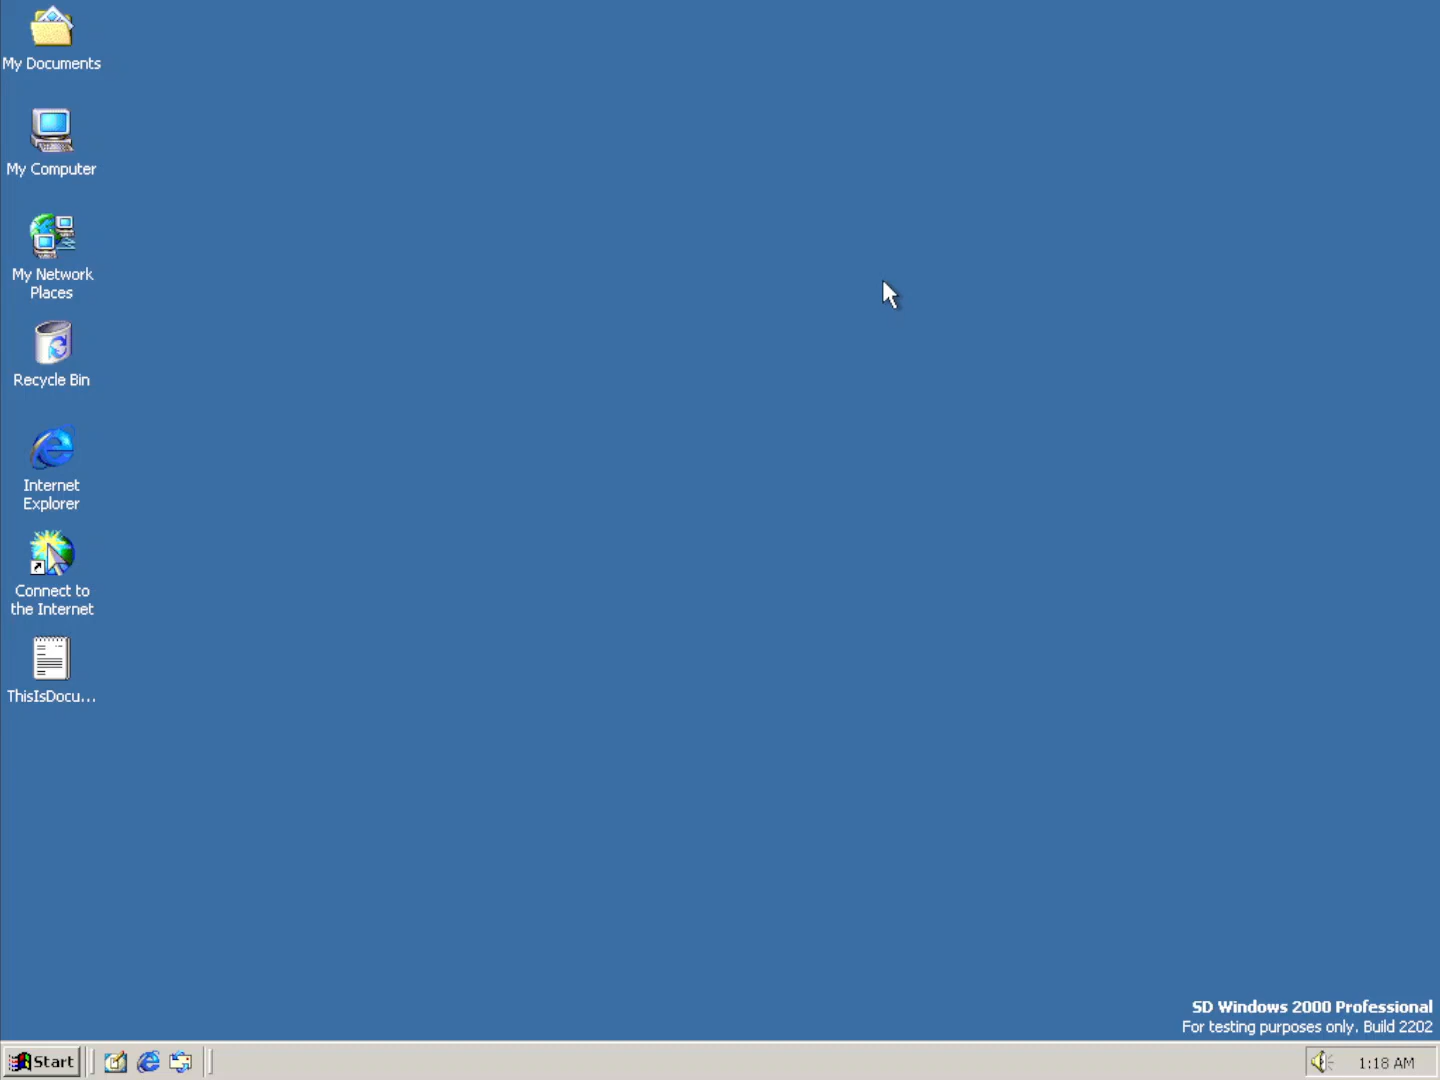 My Documents
My Computer
My Network
Places
Recycle Bin
Internet
Explorer
Connect to
the Internet
ThisIsDocu...
SD Windows 2000 Professional
For testing purposes only. Build 2202
Start
1:18 AM